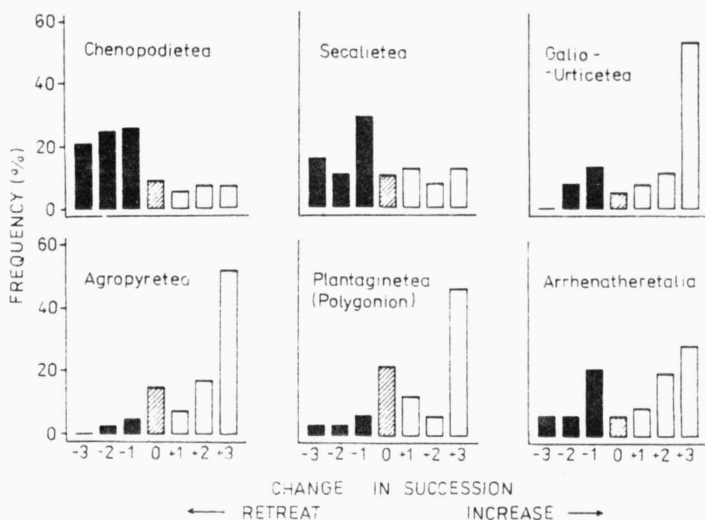 60
40
20
0
Chenopodietea
Secalietea
Galio-
-Urticetea
FREQUENCY (%)
60
40
20
0
Agropyretea
Plantaginetea
(Polygonion)
Arrhenatheretalia
-3 -2 -1 0 +1 +2 +3
-3 -2 -1 0 +1 +2 +3
-3 -2 -1 0 +1 +2 +3
CHANGE IN SUCCESSION
← RETREAT INCREASE →